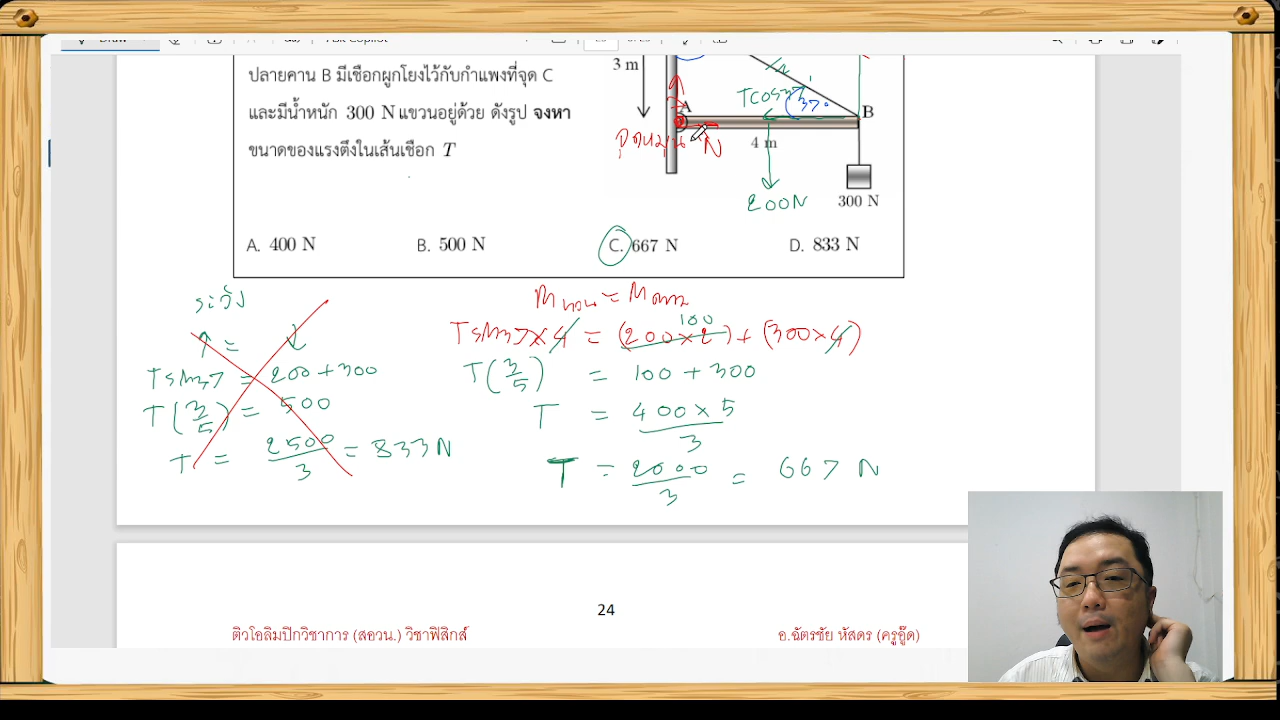 3 m
ปลายคาน B มีเชือกผูกโยงไว้กับกำแพงที่จุด C
และมีน้ำหนัก 300 N แขวนอยู่ด้วย ดังรูป จงหา
ขนาดของแรงตึงในเส้นเชือก T
Tcos37
37°
A
B
จุดหมุน
N
4 m
200N
300 N
A. 400 N
B. 500 N
C. 667 N
D. 833 N
ระวัง
↑ = ↓
Tsin37 = 200+300
T(3/5) = 500
T = 2500/3 = 833 N
Mทวน = Mตาม
100
Tsin37×4 = (200×2) + (300×4)
T(3/5) = 100 + 300
T = 400×5/3
T = 2000/3 = 667 N
24
ติวโอลิมปิกวิชาการ (สอวน.) วิชาฟิสิกส์
อ.ฉัตรชัย หัสดร (ครูอู๊ด)